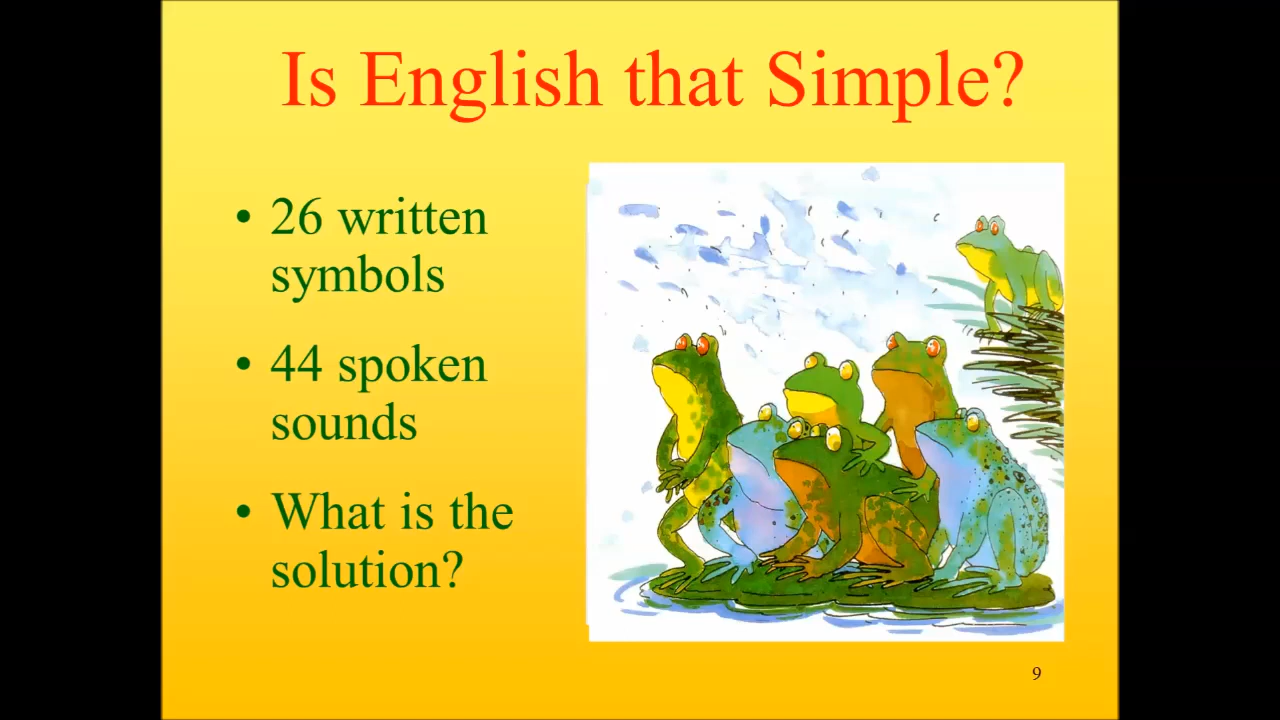 Is English that Simple?
• 26 written
symbols
• 44 spoken
sounds
• What is the
solution?
9